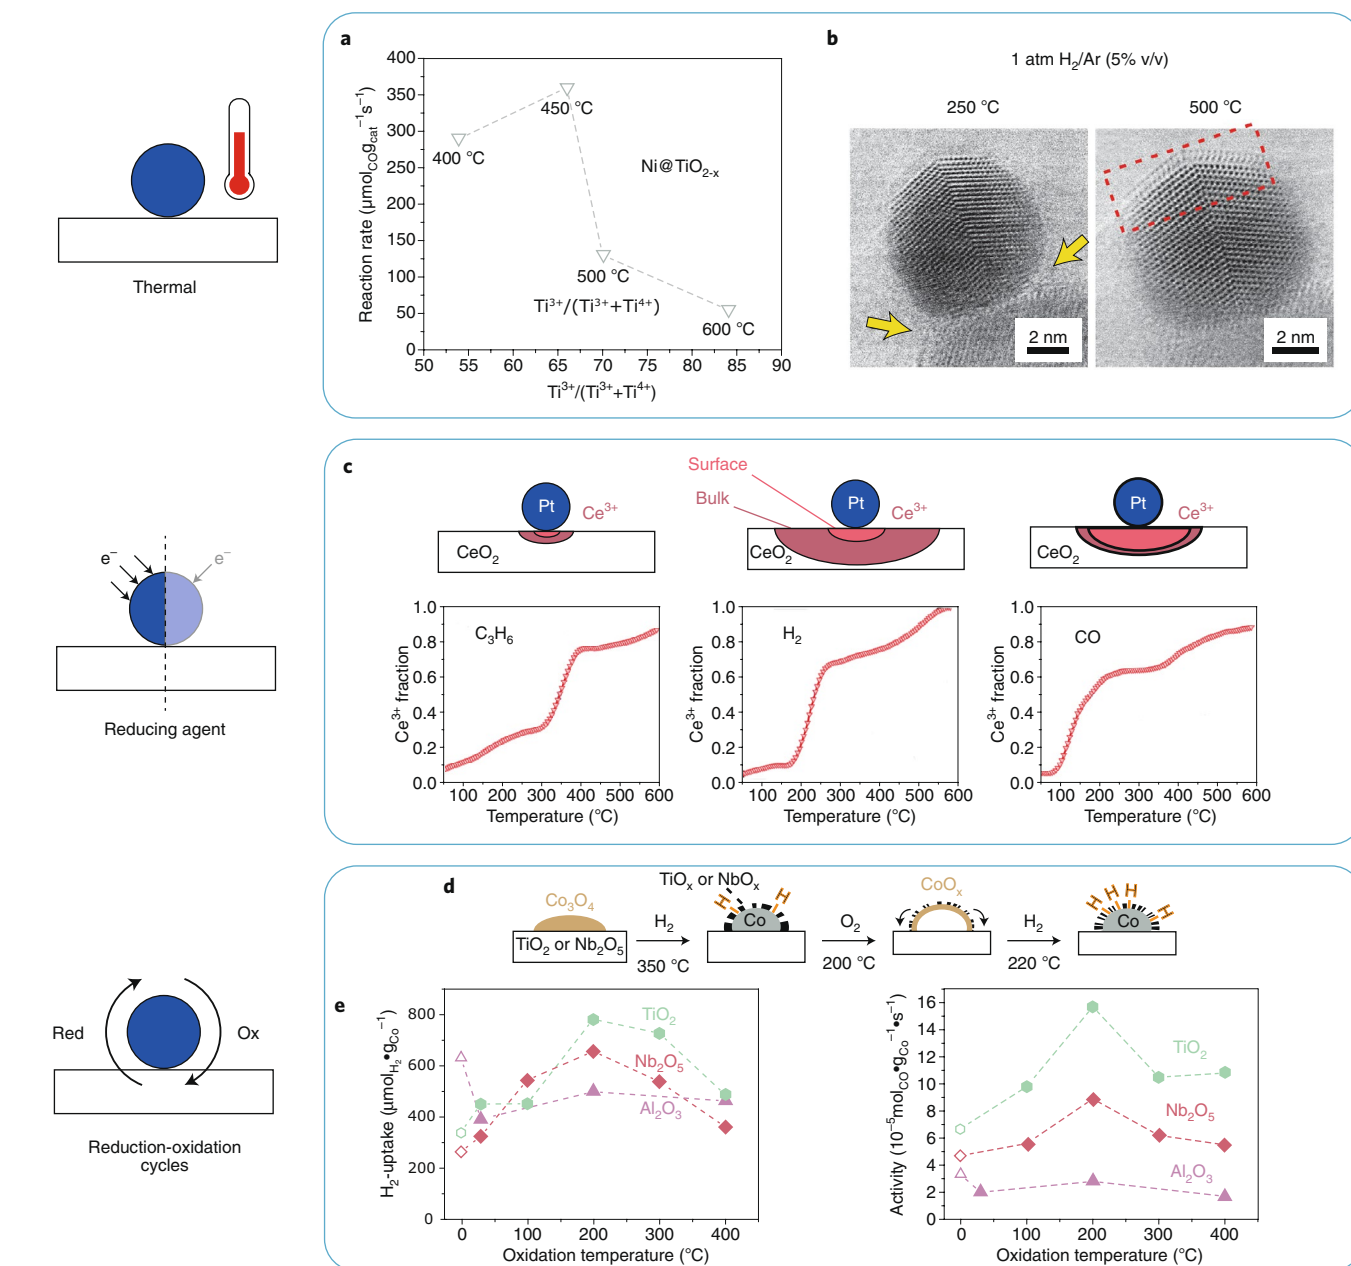 Thermal
a
Reaction rate (µmol_CO g_cat⁻¹ s⁻¹)
400
350
300
250
200
150
100
50
0
450 °C
400 °C
Ni@TiO₂₋ₓ
500 °C
Ti³⁺/(Ti³⁺+Ti⁴⁺)
600 °C
50 55 60 65 70 75 80 85 90
Ti³⁺/(Ti³⁺+Ti⁴⁺)
b
1 atm H₂/Ar (5% v/v)
250 °C 500 °C
2 nm 2 nm
e⁻ e⁻
Reducing agent
c
Surface
Bulk
Pt Ce³⁺
CeO₂
Pt Ce³⁺
CeO₂
Pt Ce³⁺
CeO₂
Ce³⁺ fraction
1.0
0.8
0.6
0.4
0.2
0.0
C₃H₆
100 200 300 400 500 600
Temperature (°C)
Ce³⁺ fraction
1.0
0.8
0.6
0.4
0.2
0.0
H₂
100 200 300 400 500 600
Temperature (°C)
Ce³⁺ fraction
1.0
0.8
0.6
0.4
0.2
0.0
CO
100 200 300 400 500 600
Temperature (°C)
Red Ox
Reduction-oxidation
cycles
d
Co₃O₄
TiO₂ or Nb₂O₅
H₂
350 °C
TiOₓ or NbOₓ
H H
Co
O₂
200 °C
CoOₓ
H₂
220 °C
H H H H
Co
e
H₂-uptake (µmol_H₂•g_Co⁻¹)
800
600
400
200
0
TiO₂
Nb₂O₅
Al₂O₃
0 100 200 300 400
Oxidation temperature (°C)
Activity (10⁻⁵mol_CO•g_Co⁻¹•s⁻¹)
16
14
12
10
8
6
4
2
0
TiO₂
Nb₂O₅
Al₂O₃
0 100 200 300 400
Oxidation temperature (°C)